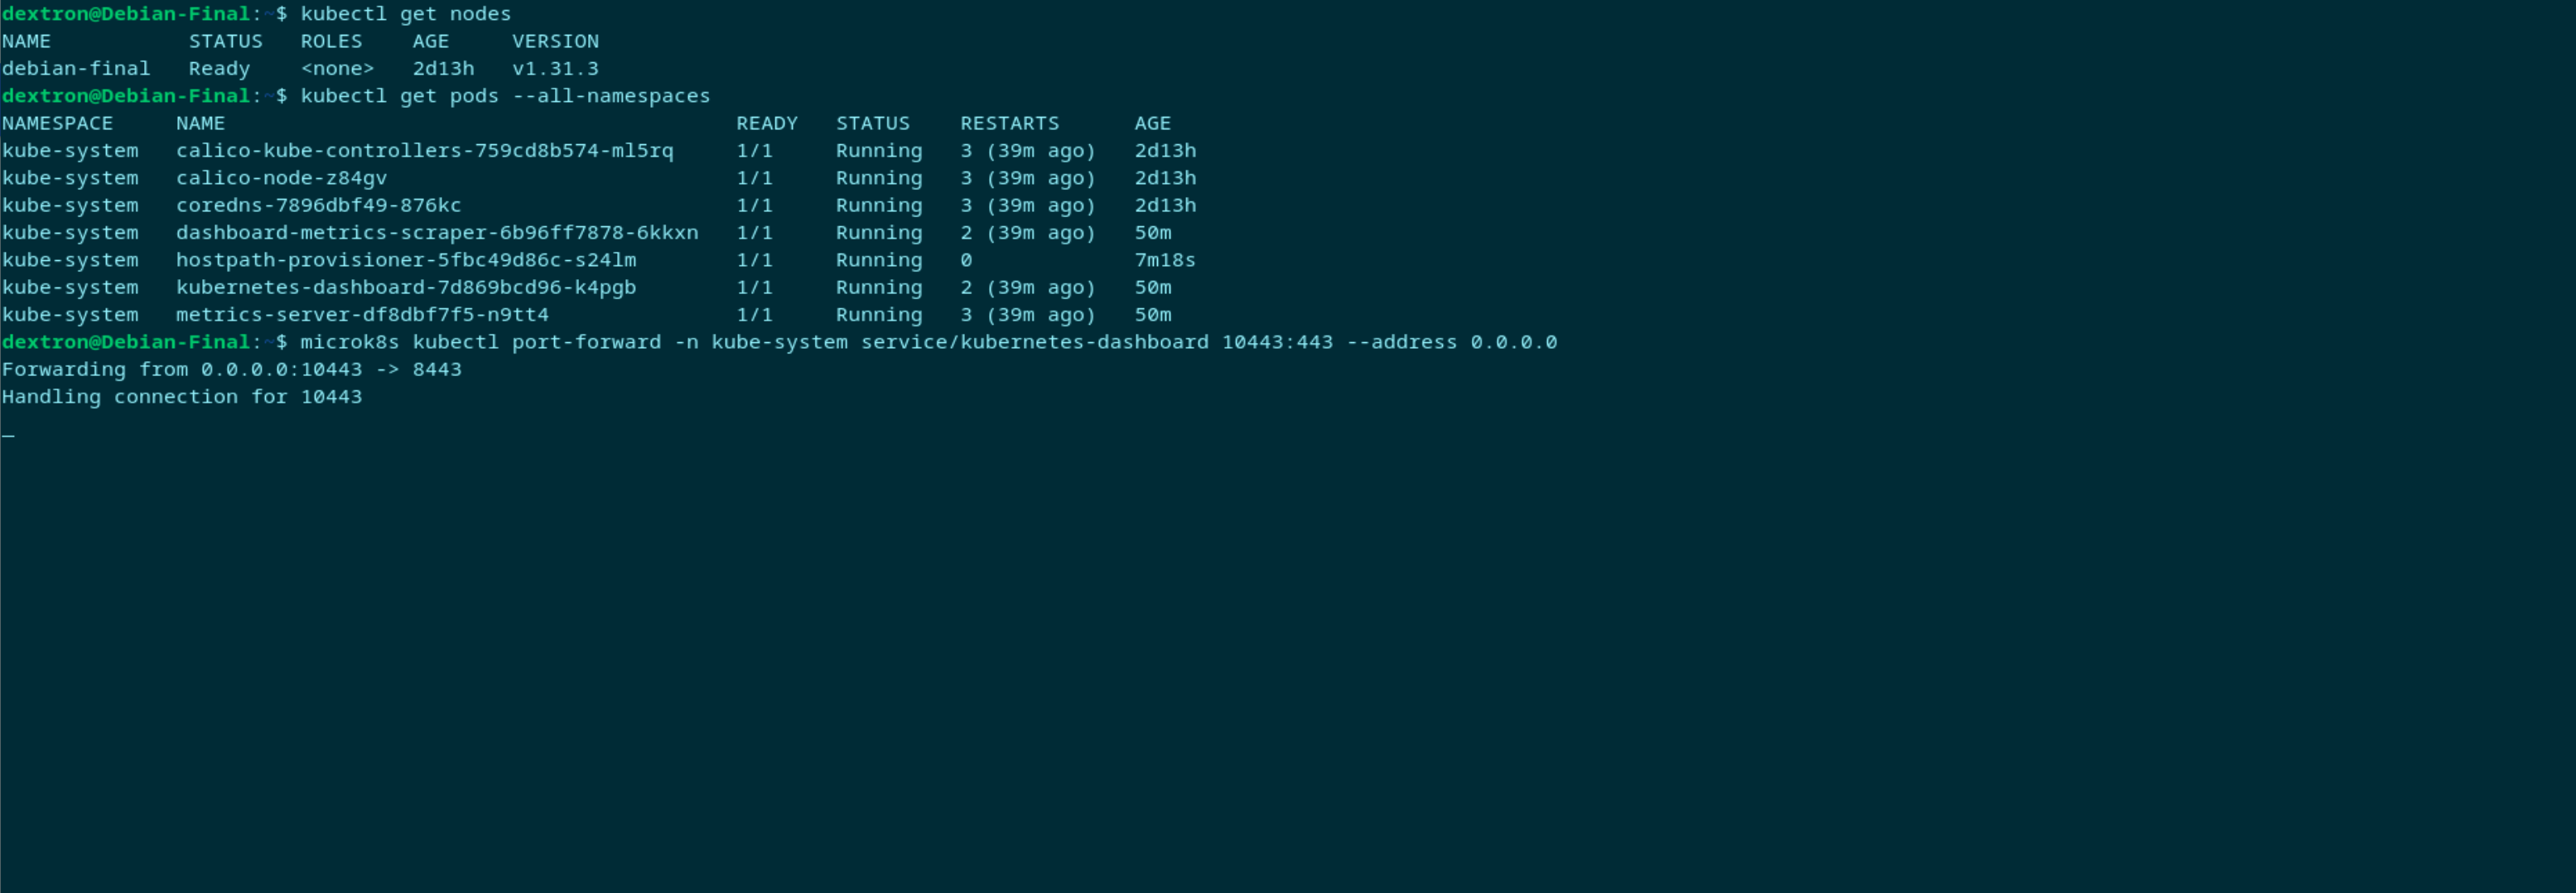 dextron@Debian-Final:~$ kubectl get nodes
NAME           STATUS   ROLES    AGE     VERSION
debian-final   Ready    <none>   2d13h   v1.31.3
dextron@Debian-Final:~$ kubectl get pods --all-namespaces
NAMESPACE     NAME                                         READY   STATUS    RESTARTS      AGE
kube-system   calico-kube-controllers-759cd8b574-ml5rq     1/1     Running   3 (39m ago)   2d13h
kube-system   calico-node-z84gv                            1/1     Running   3 (39m ago)   2d13h
kube-system   coredns-7896dbf49-876kc                      1/1     Running   3 (39m ago)   2d13h
kube-system   dashboard-metrics-scraper-6b96ff7878-6kkxn   1/1     Running   2 (39m ago)   50m
kube-system   hostpath-provisioner-5fbc49d86c-s24lm        1/1     Running   0             7m18s
kube-system   kubernetes-dashboard-7d869bcd96-k4pgb        1/1     Running   2 (39m ago)   50m
kube-system   metrics-server-df8dbf7f5-n9tt4               1/1     Running   3 (39m ago)   50m
dextron@Debian-Final:~$ microk8s kubectl port-forward -n kube-system service/kubernetes-dashboard 10443:443 --address 0.0.0.0
Forwarding from 0.0.0.0:10443 -> 8443
Handling connection for 10443